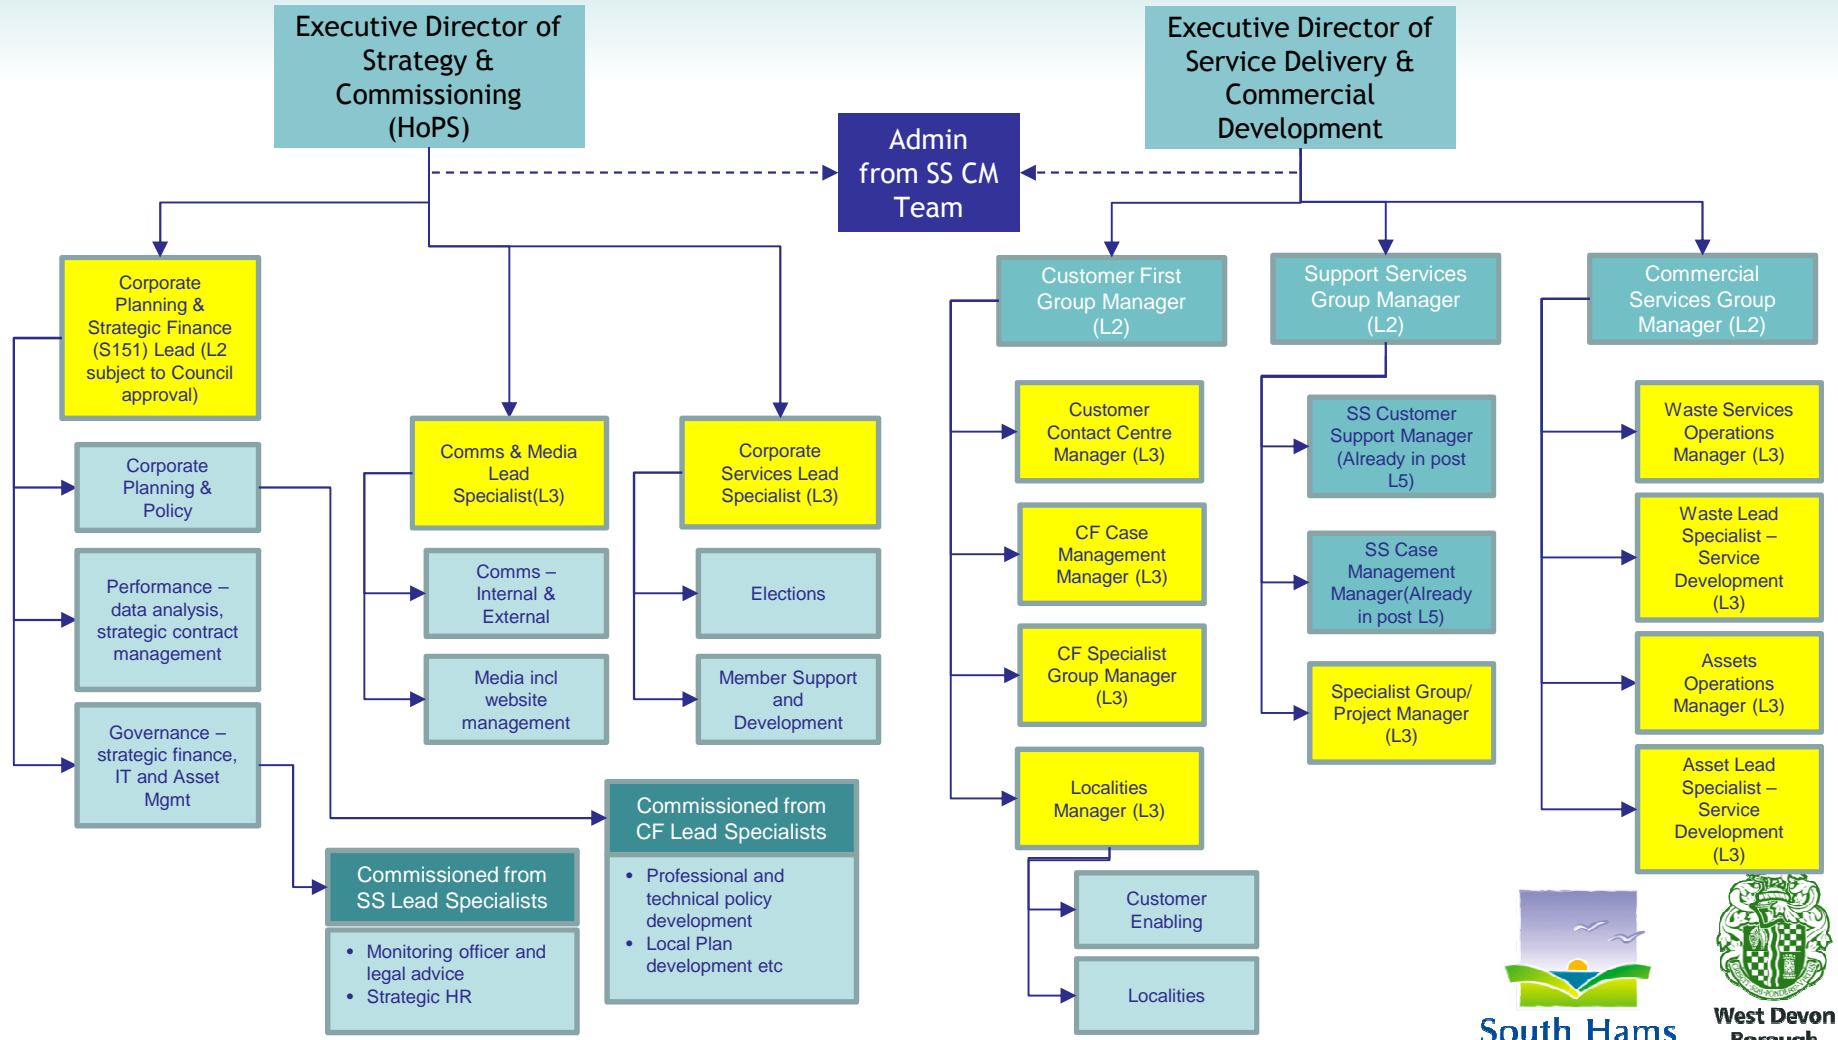 Executive Director of
Strategy &
Commissioning
(HoPS)
Executive Director of
Service Delivery &
Commercial
Development
Admin
from SS CM
Team
Corporate
Planning &
Strategic Finance
(S151) Lead (L2
subject to Council
approval)
Corporate
Planning &
Policy
Performance –
data analysis,
strategic contract
management
Governance –
strategic finance,
IT and Asset
Mgmt
Comms & Media
Lead
Specialist(L3)
Comms –
Internal &
External
Media incl
website
management
Corporate
Services Lead
Specialist (L3)
Elections
Member Support
and
Development
Commissioned from
SS Lead Specialists
• Monitoring officer and
legal advice
• Strategic HR
Commissioned from
CF Lead Specialists
• Professional and
technical policy
development
• Local Plan
development etc
Customer First
Group Manager
(L2)
Customer
Contact Centre
Manager (L3)
CF Case
Management
Manager (L3)
CF Specialist
Group Manager
(L3)
Localities
Manager (L3)
Customer
Enabling
Localities
Support Services
Group Manager
(L2)
SS Customer
Support Manager
(Already in post
L5)
SS Case
Management
Manager(Already
in post L5)
Specialist Group/
Project Manager
(L3)
Commercial
Services Group
Manager (L2)
Waste Services
Operations
Manager (L3)
Waste Lead
Specialist –
Service
Development
(L3)
Assets
Operations
Manager (L3)
Asset Lead
Specialist –
Service
Development
(L3)
South Hams
West Devon
Borough